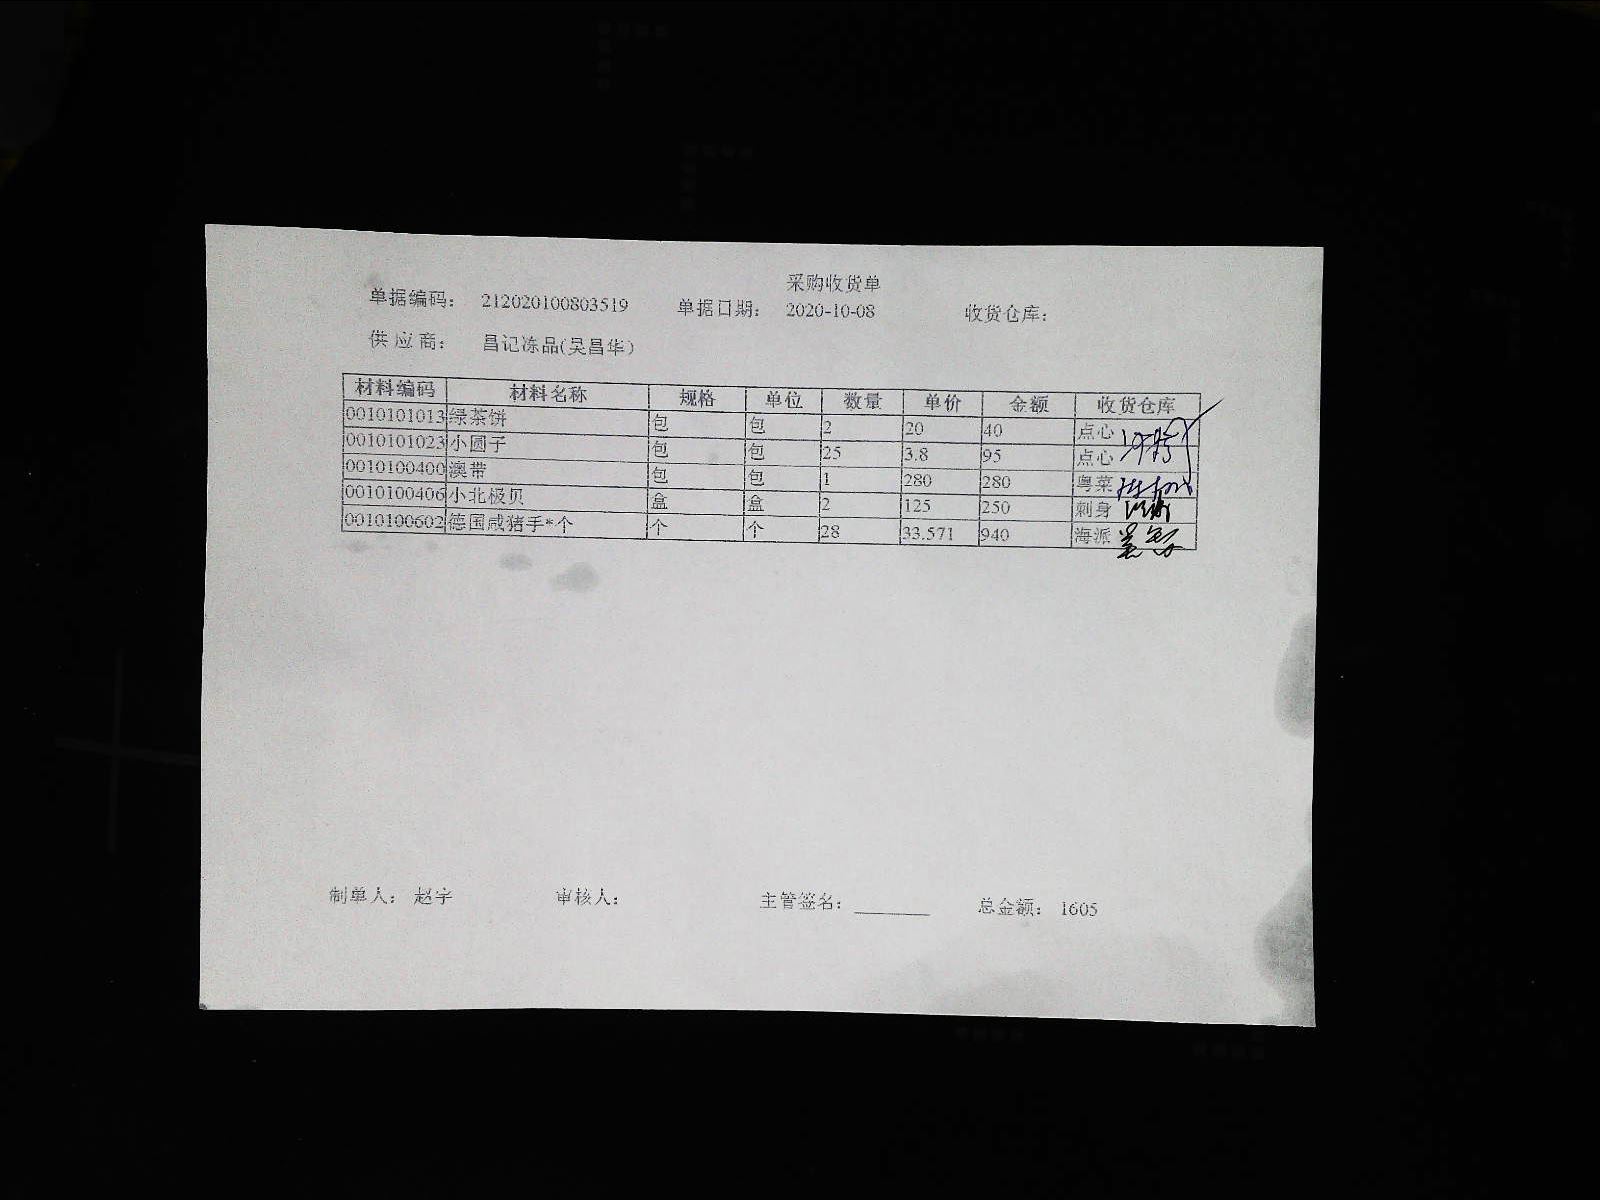 采购收货单
单据编码： 212020100803519 单据日期： 2020-10-08 收货仓库：
供应商： 昌记冻品(吴昌华)
材料编码 材料名称 规格 单位 数量 单价 金额 收货仓库
0010101013 绿茶饼 包 包 2 20 40 点心
0010101023 小圆子 包 包 25 3.8 95 点心
0010100400 澳带 包 包 1 280 280 粤菜
0010100406 小北极贝 盒 盒 2 125 250 刺身
0010100602 德国咸猪手*个 个 个 28 33.571 940 海派
制单人： 赵宇 审核人： 主管签名： 总金额： 1605